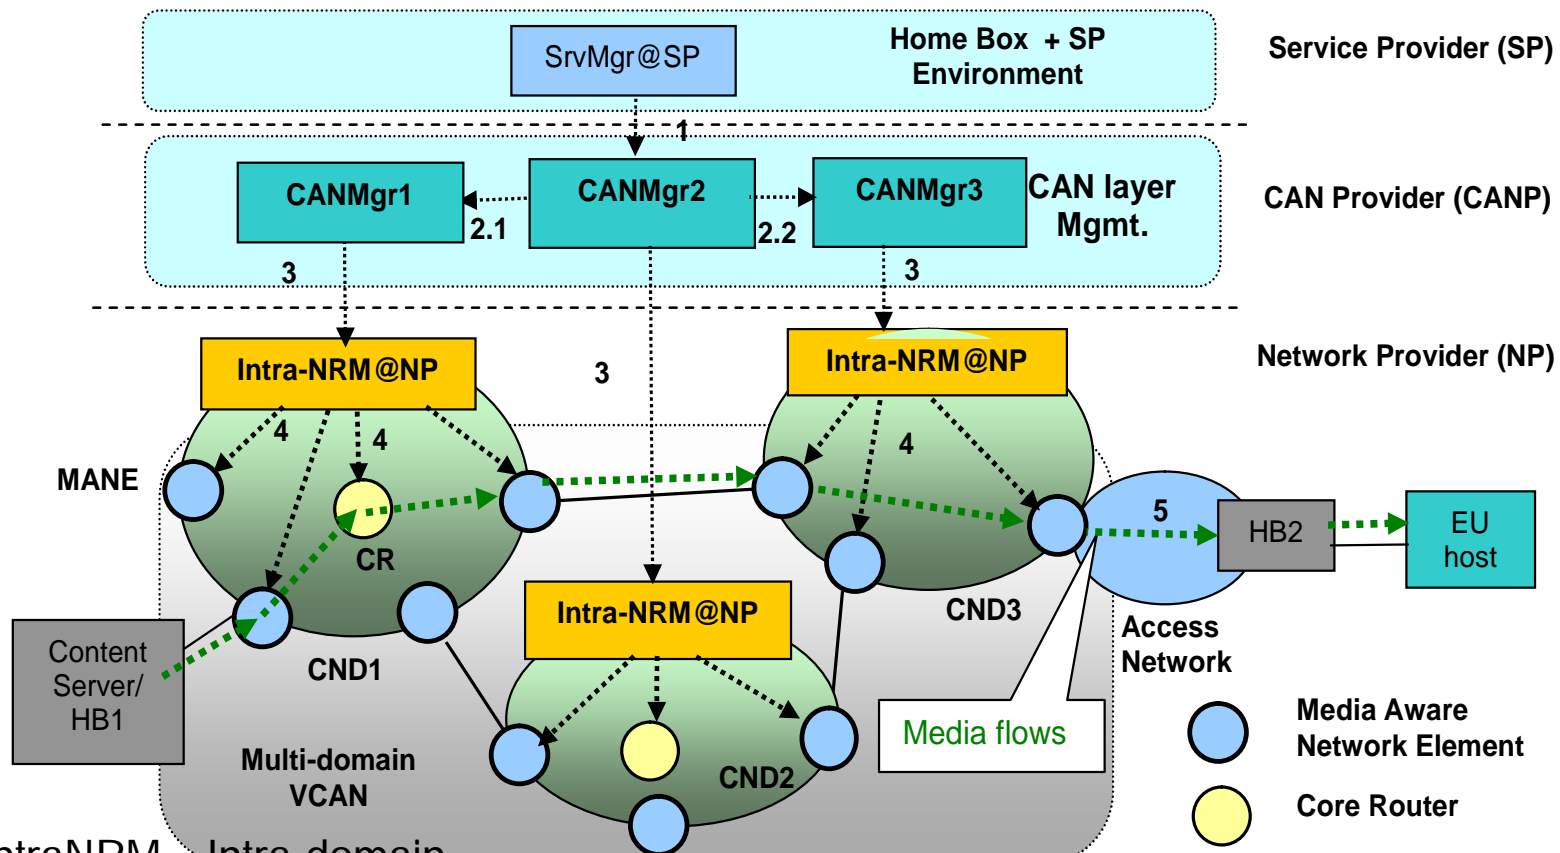 Home Box + SP
Environment
Service Provider (SP)
SrvMgr@SP
1
CANMgr1
CANMgr2
CANMgr3
CAN layer
Mgmt.
CAN Provider (CANP)
2.1
2.2
3
3
Intra-NRM@NP
3
Intra-NRM@NP
Network Provider (NP)
4
4
4
MANE
CR
5
HB2
EU
host
Intra-NRM@NP
CND3
Access
Network
Content
Server/
HB1
CND1
Multi-domain
VCAN
CND2
Media flows
Media Aware
Network Element
Core Router
Intra-domain